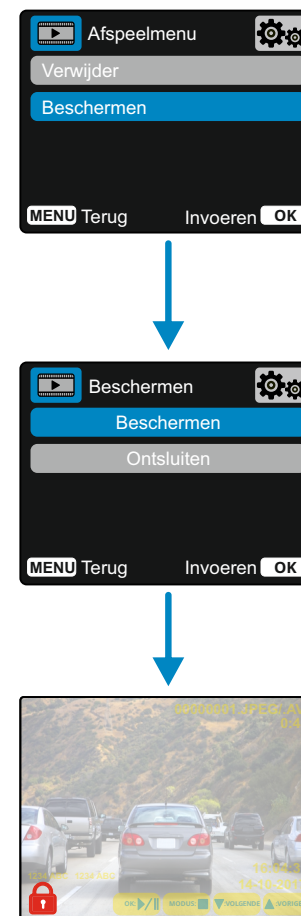 Afspeelmenu
Verwijder
Beschermen
MENU Terug Invoeren OK
Beschermen
Beschermen
Ontsluiten
MENU Terug Invoeren OK
OK: MODUS: VOLGENDE